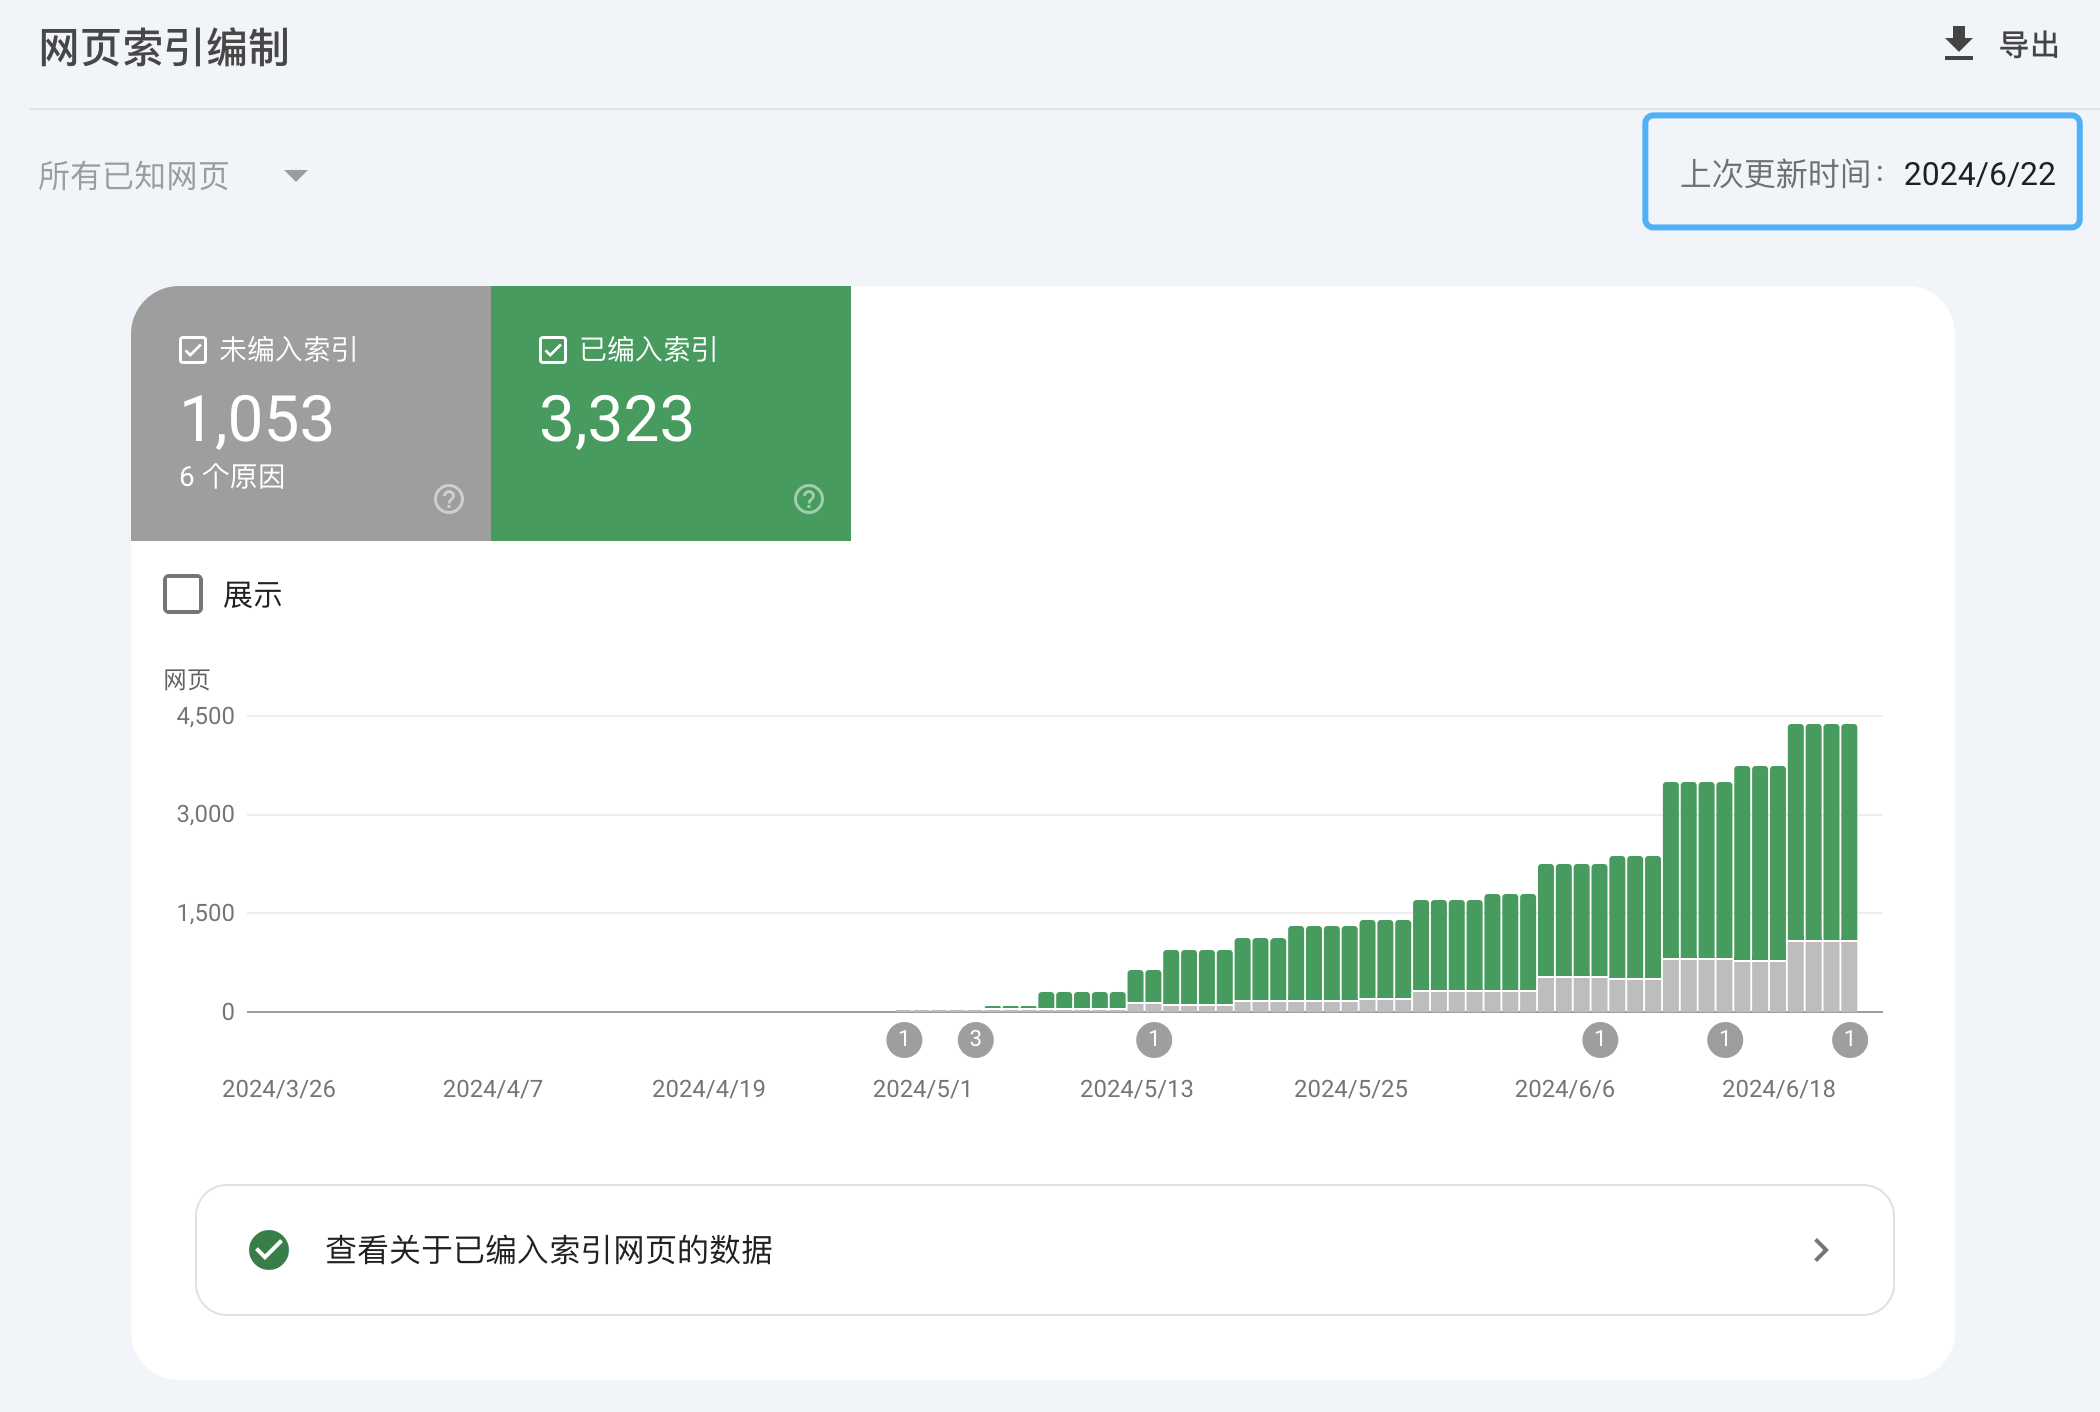 网页索引编制
导出
所有已知网页
上次更新时间：2024/6/22
未编入索引
1,053
6 个原因
已编入索引
3,323
展示
网页
4,500
3,000
1,500
0
1 3 1 1 1 1
2024/3/26 2024/4/7 2024/4/19 2024/5/1 2024/5/13 2024/5/25 2024/6/6 2024/6/18
查看关于已编入索引网页的数据